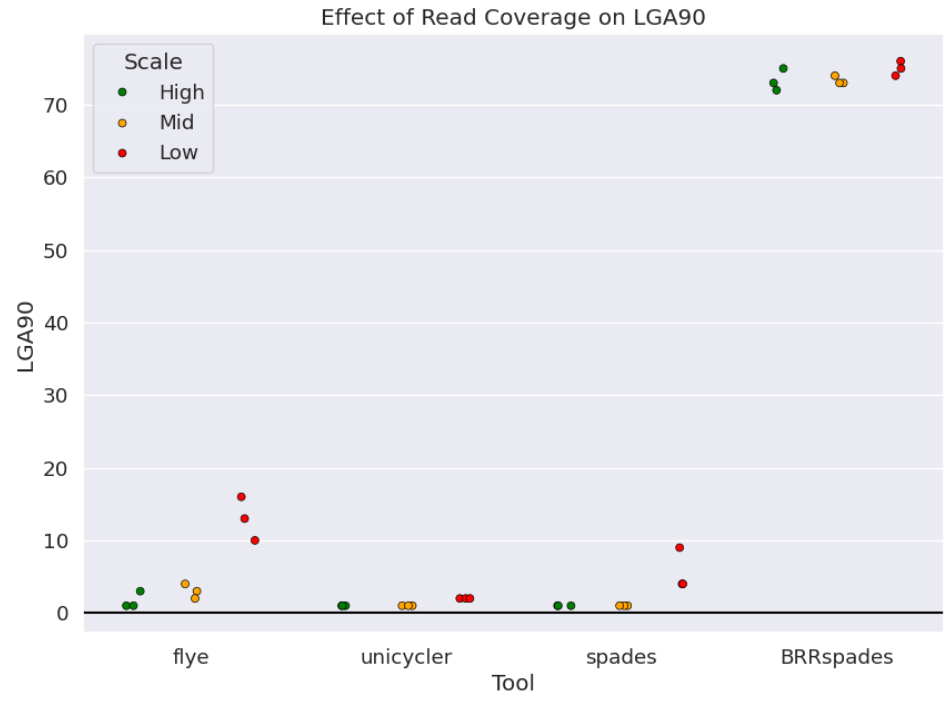 Effect of Read Coverage on LGA90
Scale
High
Mid
Low
70
60
50
40
30
20
10
0
LGA90
flye
unicycler
spades
BRRspades
Tool